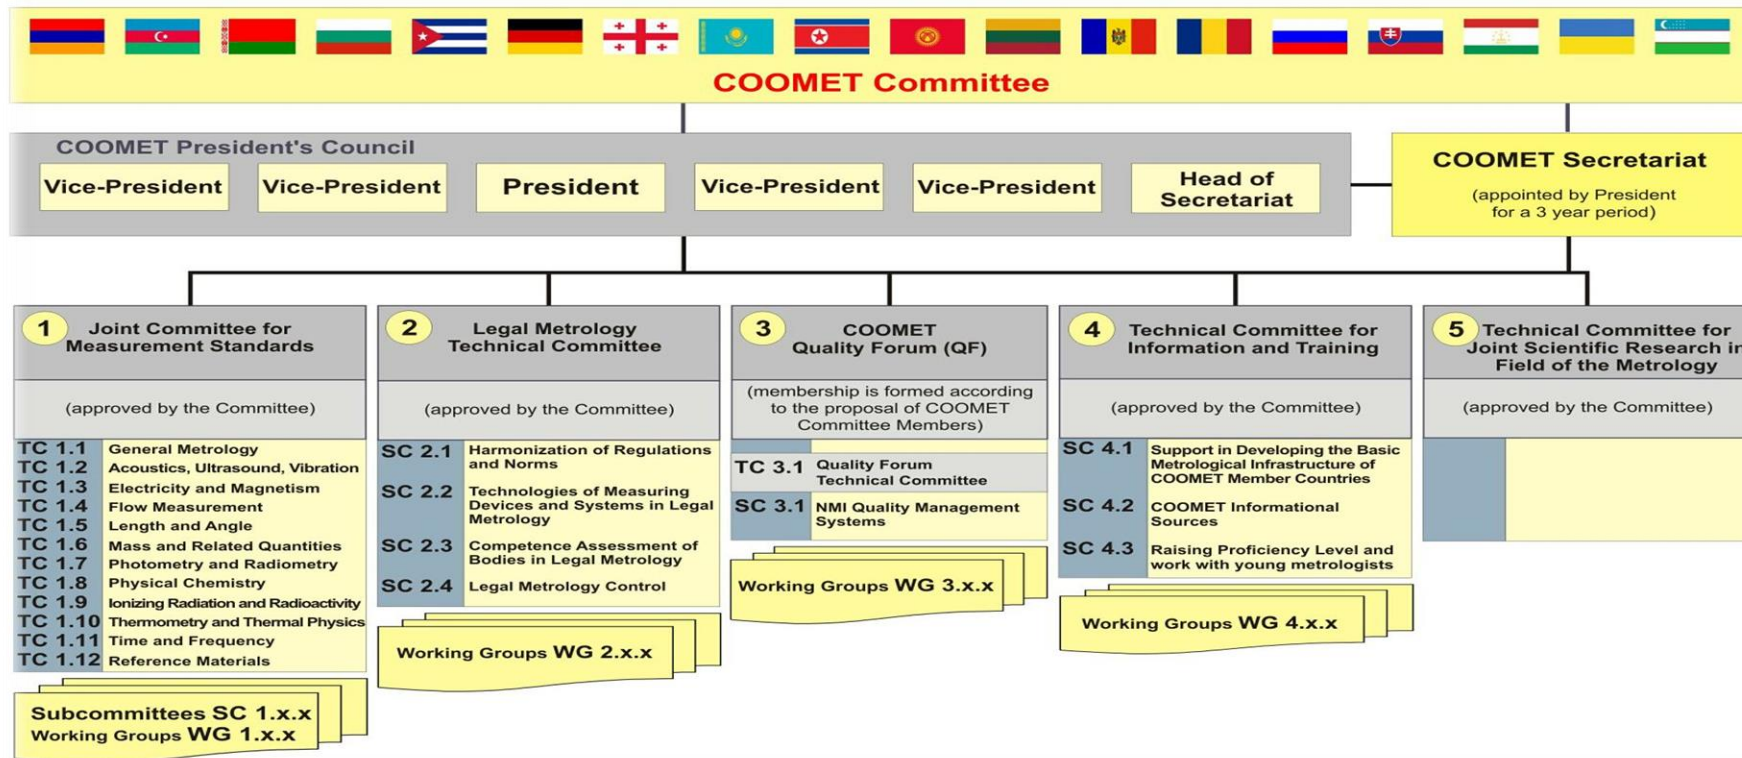 COOMET Committee
COOMET President's Council
Vice-President
Vice-President
President
Vice-President
Vice-President
Head of
Secretariat
COOMET Secretariat
(appointed by President
for a 3 year period)
1
Joint Committee for
Measurement Standards
(approved by the Committee)
TC 1.1 General Metrology
TC 1.2 Acoustics, Ultrasound, Vibration
TC 1.3 Electricity and Magnetism
TC 1.4 Flow Measurement
TC 1.5 Length and Angle
TC 1.6 Mass and Related Quantities
TC 1.7 Photometry and Radiometry
TC 1.8 Physical Chemistry
TC 1.9 Ionizing Radiation and Radioactivity
TC 1.10 Thermometry and Thermal Physics
TC 1.11 Time and Frequency
TC 1.12 Reference Materials
Subcommittees SC 1.x.x
Working Groups WG 1.x.x
2
Legal Metrology
Technical Committee
(approved by the Committee)
SC 2.1 Harmonization of Regulations
and Norms
SC 2.2 Technologies of Measuring
Devices and Systems in Legal
Metrology
SC 2.3 Competence Assessment of
Bodies in Legal Metrology
SC 2.4 Legal Metrology Control
Working Groups WG 2.x.x
3
COOMET
Quality Forum (QF)
(membership is formed according
to the proposal of COOMET
Committee Members)
TC 3.1 Quality Forum
Technical Committee
SC 3.1 NMI Quality Management
Systems
Working Groups WG 3.x.x
4
Technical Committee for
Information and Training
(approved by the Committee)
SC 4.1 Support in Developing the Basic
Metrological Infrastructure of
COOMET Member Countries
SC 4.2 COOMET Informational
Sources
SC 4.3 Raising Proficiency Level and
work with young metrologists
Working Groups WG 4.x.x
5
Technical Committee for
Joint Scientific Research in
Field of the Metrology
(approved by the Committee)